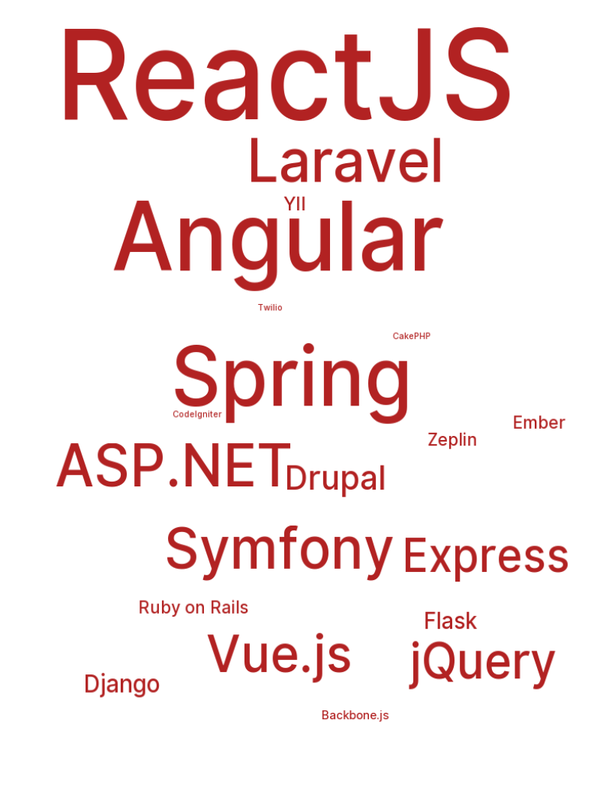 ReactJS
Laravel
YII
Angular
Twilio
CakePHP
Spring
CodeIgniter
Ember
Zeplin
ASP.NET
Drupal
Symfony
Express
Ruby on Rails
Flask
Vue.js
jQuery
Django
Backbone.js